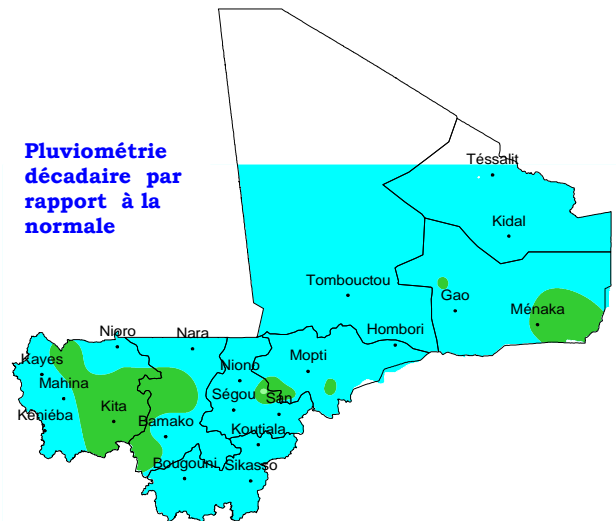 Pluviométrie
décadaire par
rapport à la
normale
Téssalit
Kidal
Tombouctou
Gao
Ménaka
Hombori
Nioro
Nara
Mopti
Kayes
Niono
Mahina
Ségou
San
Kita
Kéniéba
Bamako
Koutiala
Bougouni
Sikasso